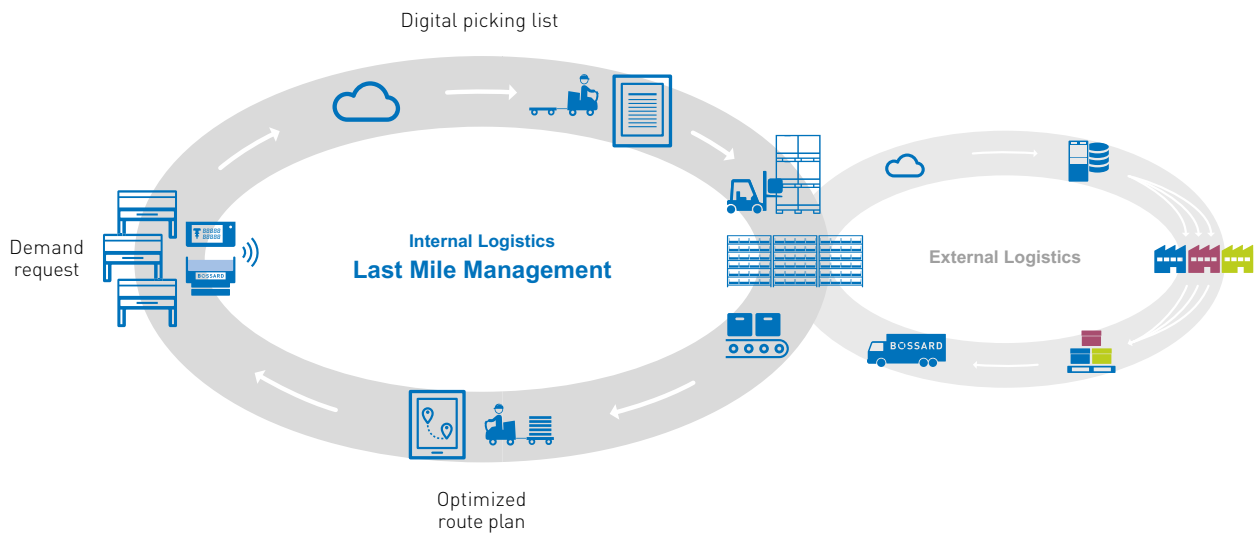 Digital picking list
Demand
request
BOSSARD
Internal Logistics
Last Mile Management
External Logistics
BOSSARD
Optimized
route plan